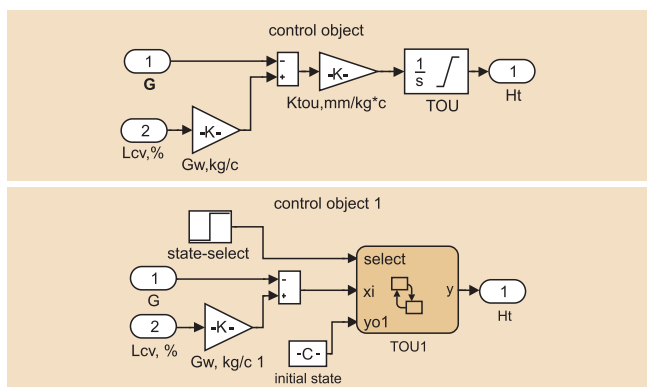 control object
1
G
-
+
-K-
Ktou,mm/kg*c
1
s
TOU
1
Ht
2
Lcv,%
-K-
Gw,kg/c
control object 1
state-select
1
G
-
+
2
Lcv, %
-K-
Gw, kg/c 1
-C-
initial state
select
xi
yo1
y
TOU1
1
Ht